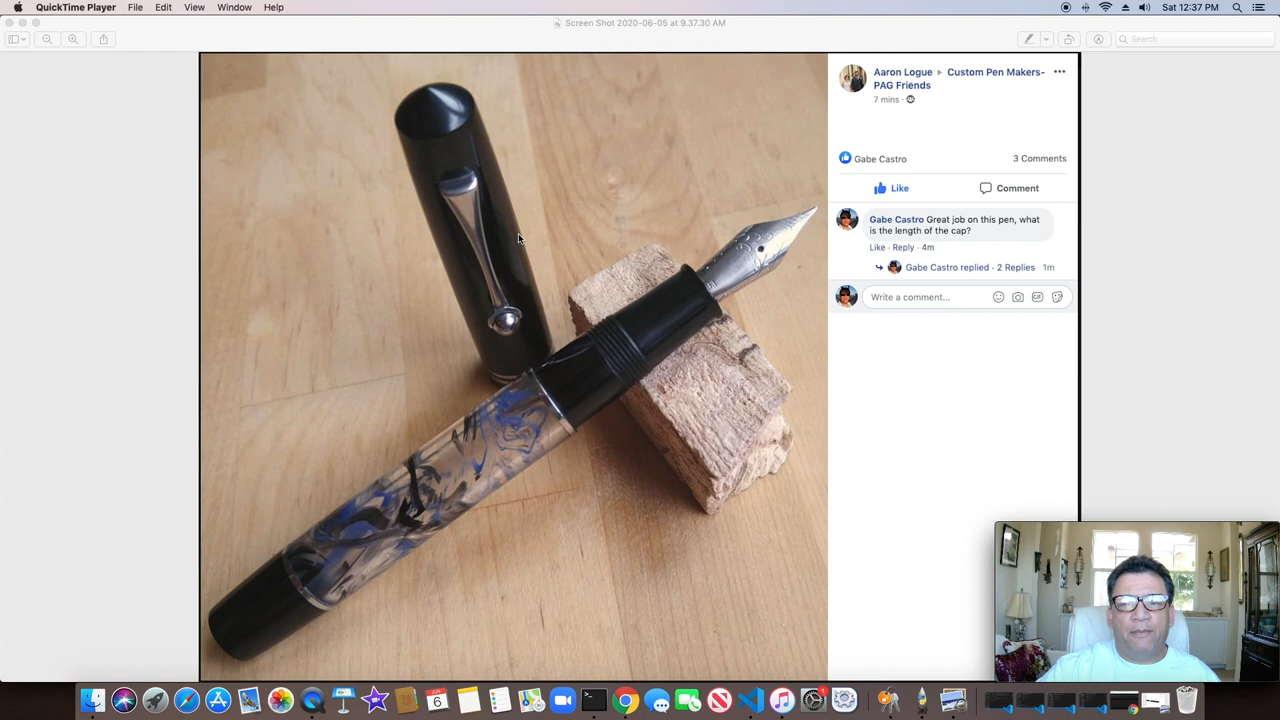 QuickTime Player File Edit View Window Help Sat 12:37 PM
Screen Shot 2020-06-05 at 9.37.30 AM
Search
Aaron Logue Custom Pen Makers-
PAG Friends
7 mins ·
Gabe Castro 3 Comments
Like Comment
Gabe Castro Great job on this pen, what
is the length of the cap?
Like · Reply · 4m
Gabe Castro replied · 2 Replies 1m
Write a comment...
GIF
6
1